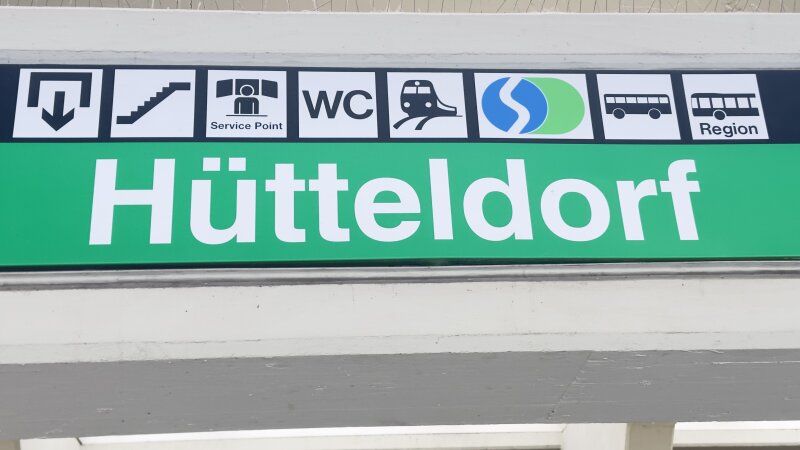 Service Point
WC
Region
Hütteldorf